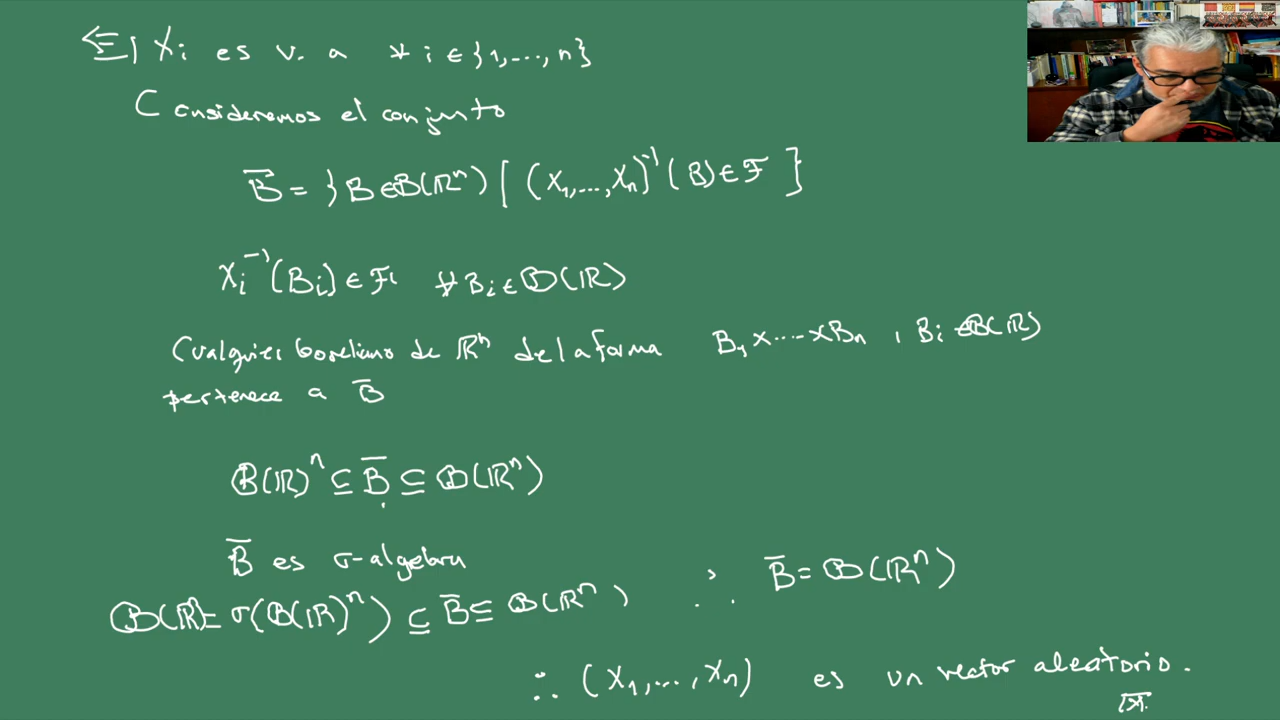 ⇐| Xᵢ es v. a ∀ i ∈ {1,...,n}
Consideremos el conjunto
B̅ = {B ∈ 𝓑(ℝⁿ) | (X₁,...,Xₙ)⁻¹(B) ∈ 𝓕}
Xᵢ⁻¹(Bᵢ) ∈ 𝓕 ∀ Bᵢ ∈ 𝓑(ℝ)
Cualquier boreliano de ℝⁿ de la forma B₁ x ... x Bₙ , Bᵢ ∈ 𝓑(ℝ)
pertenece a B̅
𝓑(ℝ)ⁿ ⊆ B̅ ⊆ 𝓑(ℝⁿ)
B̅ es σ-algebra
𝓑(ℝⁿ) = σ(𝓑(ℝ)ⁿ) ⊆ B̅ ⊆ 𝓑(ℝⁿ) ∴ B̅ = 𝓑(ℝⁿ)
∴ (X₁,...,Xₙ) es un vector aleatorio.